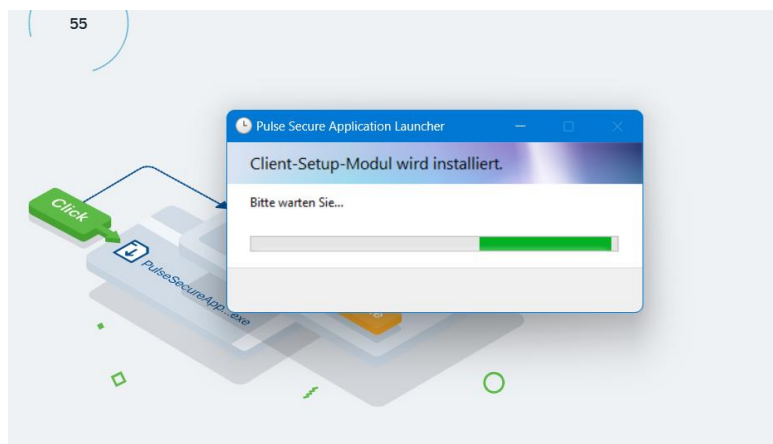 55
Pulse Secure Application Launcher
Client-Setup-Modul wird installiert.
Bitte warten Sie...
Click
PulseSecureApp...exe